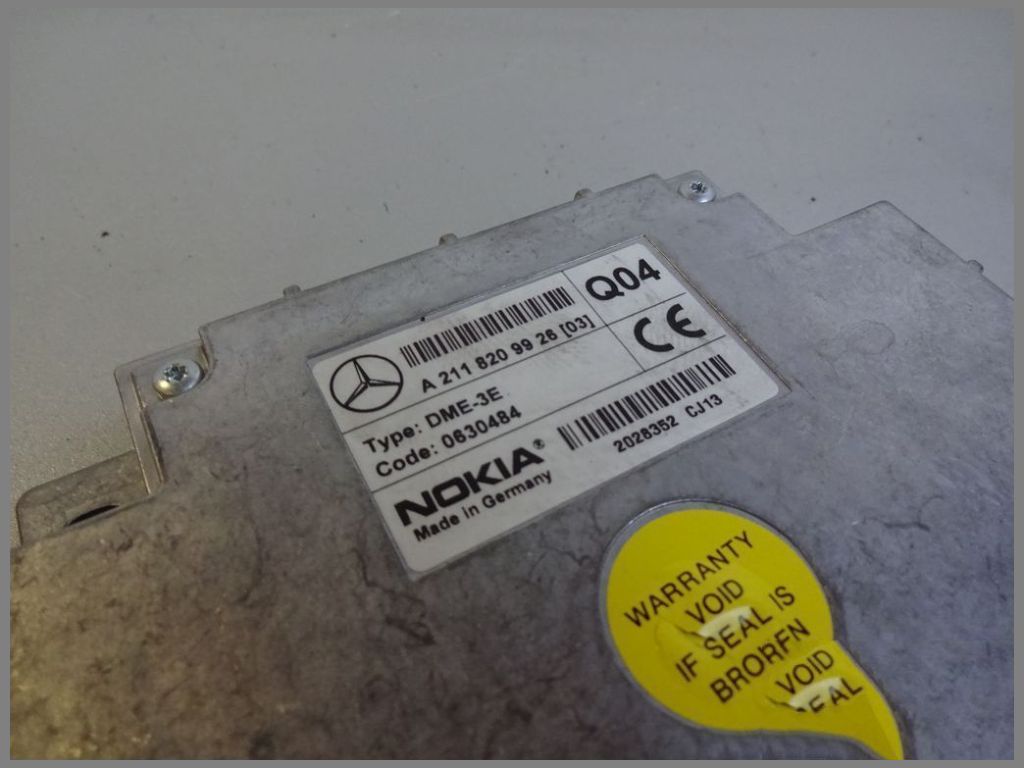 A 211 820 99 26 [03]
Q04
CE
Type: DME-3E
Code: 0630484
NOKIA®
Made in Germany
2028352 CJ13
WARRANTY
VOID
IF SEAL IS
BRORFN
VOID
EAL